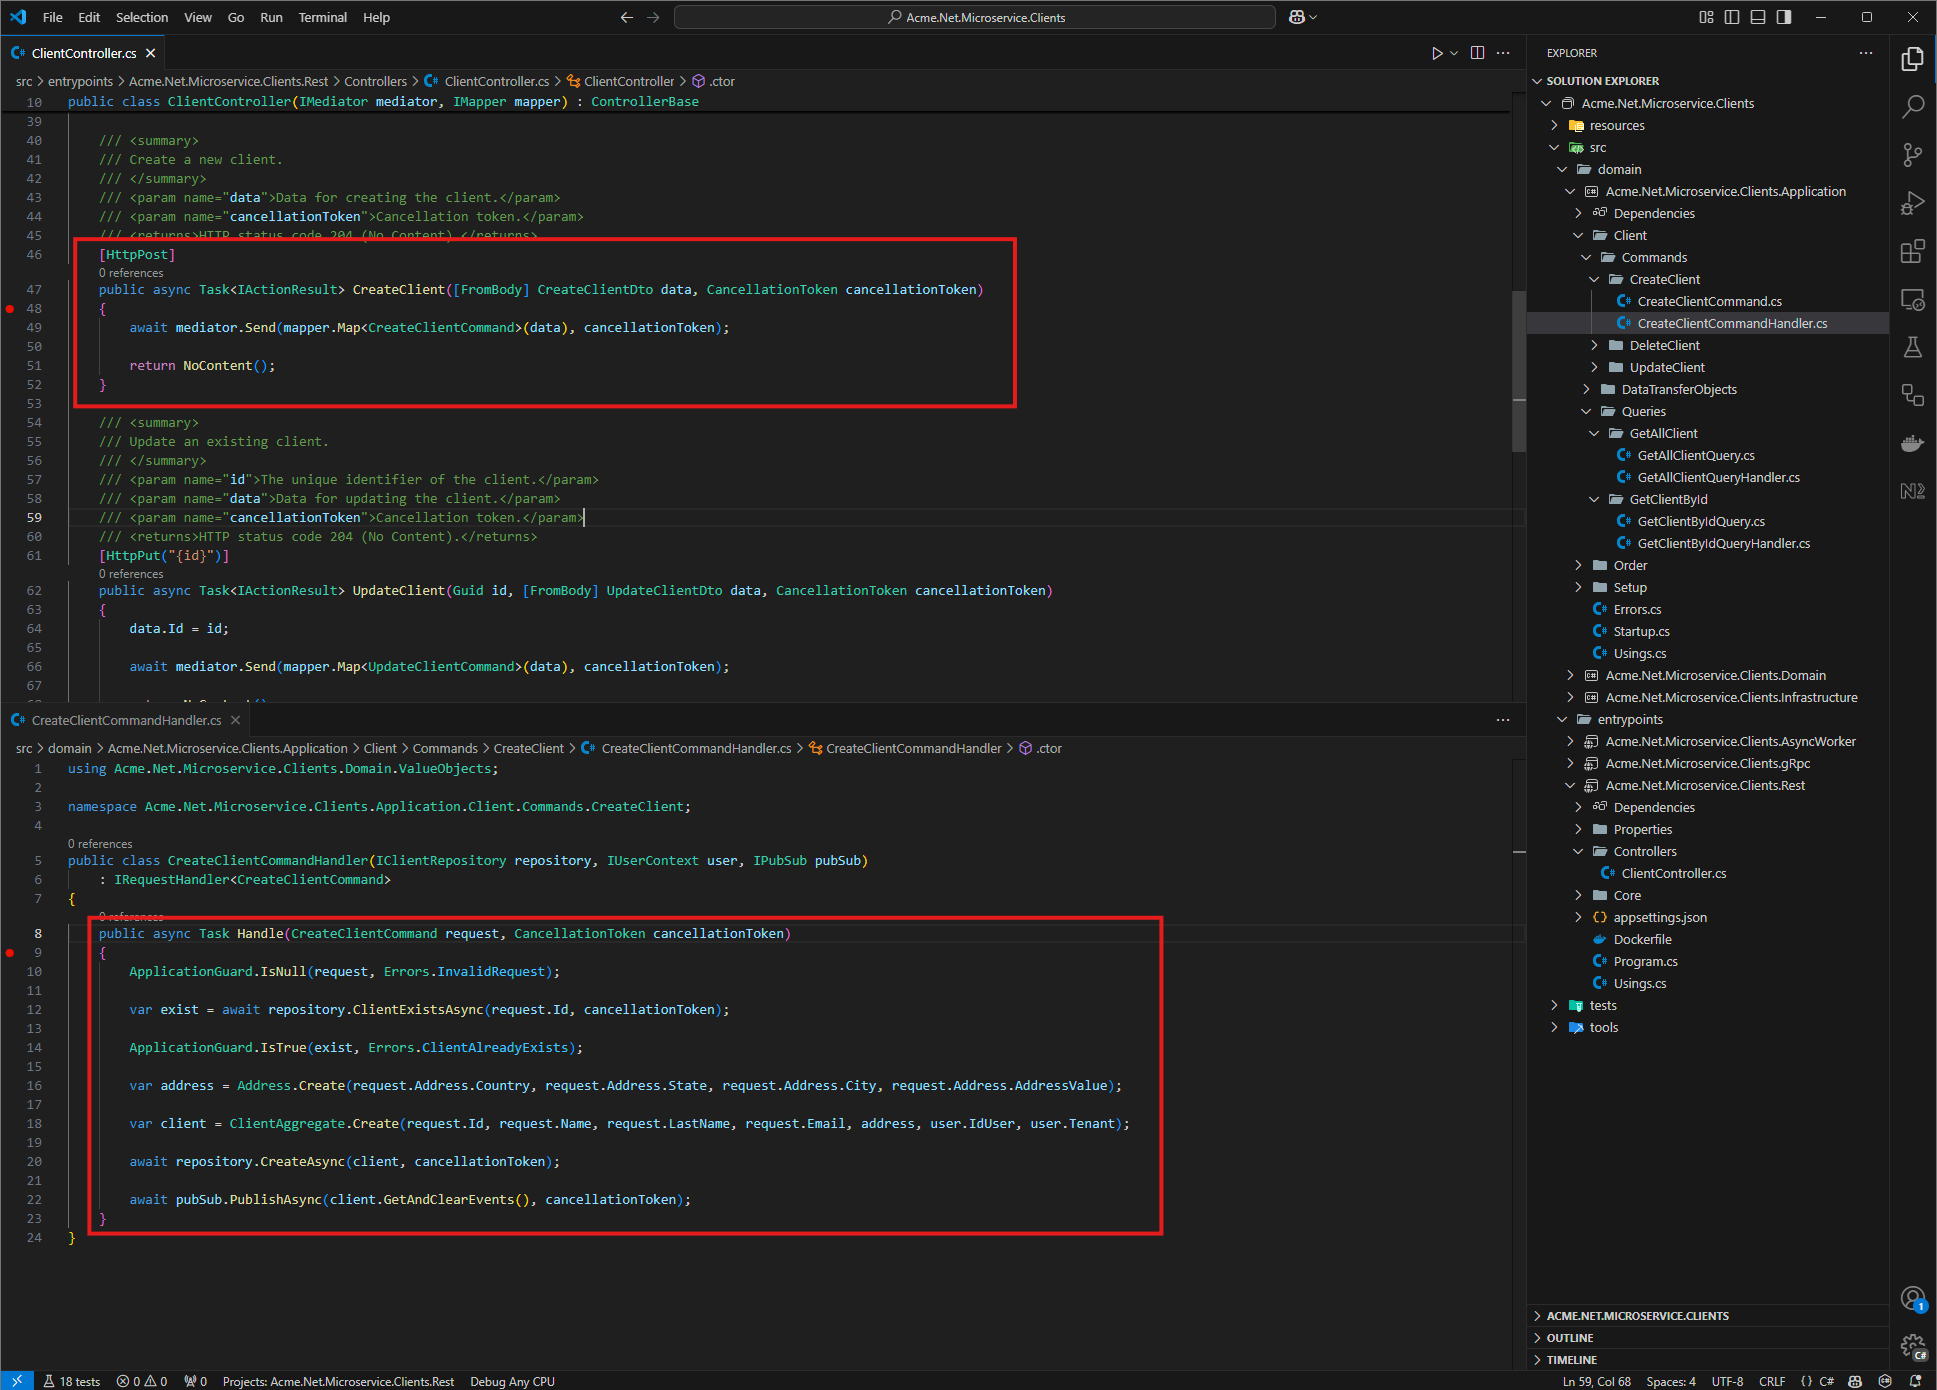 File Edit Selection View Go Run Terminal Help
Acme.Net.Microservice.Clients
ClientController.cs
src > entrypoints > Acme.Net.Microservice.Clients.Rest > Controllers > ClientController.cs > ClientController > .ctor
10 public class ClientController(IMediator mediator, IMapper mapper) : ControllerBase
39
40 /// <summary>
41 /// Create a new client.
42 /// </summary>
43 /// <param name="data">Data for creating the client.</param>
44 /// <param name="cancellationToken">Cancellation token.</param>
45 /// <returns>HTTP status code 204 (No Content).</returns>
46 [HttpPost]
0 references
47 public async Task<IActionResult> CreateClient([FromBody] CreateClientDto data, CancellationToken cancellationToken)
48 {
49 await mediator.Send(mapper.Map<CreateClientCommand>(data), cancellationToken);
50
51 return NoContent();
52 }
53
54 /// <summary>
55 /// Update an existing client.
56 /// </summary>
57 /// <param name="id">The unique identifier of the client.</param>
58 /// <param name="data">Data for updating the client.</param>
59 /// <param name="cancellationToken">Cancellation token.</param>
60 /// <returns>HTTP status code 204 (No Content).</returns>
61 [HttpPut("{id}")]
0 references
62 public async Task<IActionResult> UpdateClient(Guid id, [FromBody] UpdateClientDto data, CancellationToken cancellationToken)
63 {
64 data.Id = id;
65
66 await mediator.Send(mapper.Map<UpdateClientCommand>(data), cancellationToken);
67
CreateClientCommandHandler.cs
src > domain > Acme.Net.Microservice.Clients.Application > Client > Commands > CreateClient > CreateClientCommandHandler.cs > CreateClientCommandHandler > .ctor
1 using Acme.Net.Microservice.Clients.Domain.ValueObjects;
2
3 namespace Acme.Net.Microservice.Clients.Application.Client.Commands.CreateClient;
4
0 references
5 public class CreateClientCommandHandler(IClientRepository repository, IUserContext user, IPubSub pubSub)
6 : IRequestHandler<CreateClientCommand>
7 {
0 references
8 public async Task Handle(CreateClientCommand request, CancellationToken cancellationToken)
9 {
10 ApplicationGuard.IsNull(request, Errors.InvalidRequest);
11
12 var exist = await repository.ClientExistsAsync(request.Id, cancellationToken);
13
14 ApplicationGuard.IsTrue(exist, Errors.ClientAlreadyExists);
15
16 var address = Address.Create(request.Address.Country, request.Address.State, request.Address.City, request.Address.AddressValue);
17
18 var client = ClientAggregate.Create(request.Id, request.Name, request.LastName, request.Email, address, user.IdUser, user.Tenant);
19
20 await repository.CreateAsync(client, cancellationToken);
21
22 await pubSub.PublishAsync(client.GetAndClearEvents(), cancellationToken);
23 }
24 }
EXPLORER
SOLUTION EXPLORER
Acme.Net.Microservice.Clients
resources
src
domain
Acme.Net.Microservice.Clients.Application
Dependencies
Client
Commands
CreateClient
CreateClientCommand.cs
CreateClientCommandHandler.cs
DeleteClient
UpdateClient
DataTransferObjects
Queries
GetAllClient
GetAllClientQuery.cs
GetAllClientQueryHandler.cs
GetClientById
GetClientByIdQuery.cs
GetClientByIdQueryHandler.cs
Order
Setup
Errors.cs
Startup.cs
Usings.cs
Acme.Net.Microservice.Clients.Domain
Acme.Net.Microservice.Clients.Infrastructure
entrypoints
Acme.Net.Microservice.Clients.AsyncWorker
Acme.Net.Microservice.Clients.gRpc
Acme.Net.Microservice.Clients.Rest
Dependencies
Properties
Controllers
ClientController.cs
Core
appsettings.json
Dockerfile
Program.cs
Usings.cs
tests
tools
ACME.NET.MICROSERVICE.CLIENTS
OUTLINE
TIMELINE
1
18 tests 0 0 0 Projects: Acme.Net.Microservice.Clients.Rest Debug Any CPU Ln 59, Col 68 Spaces: 4 UTF-8 CRLF {} C#